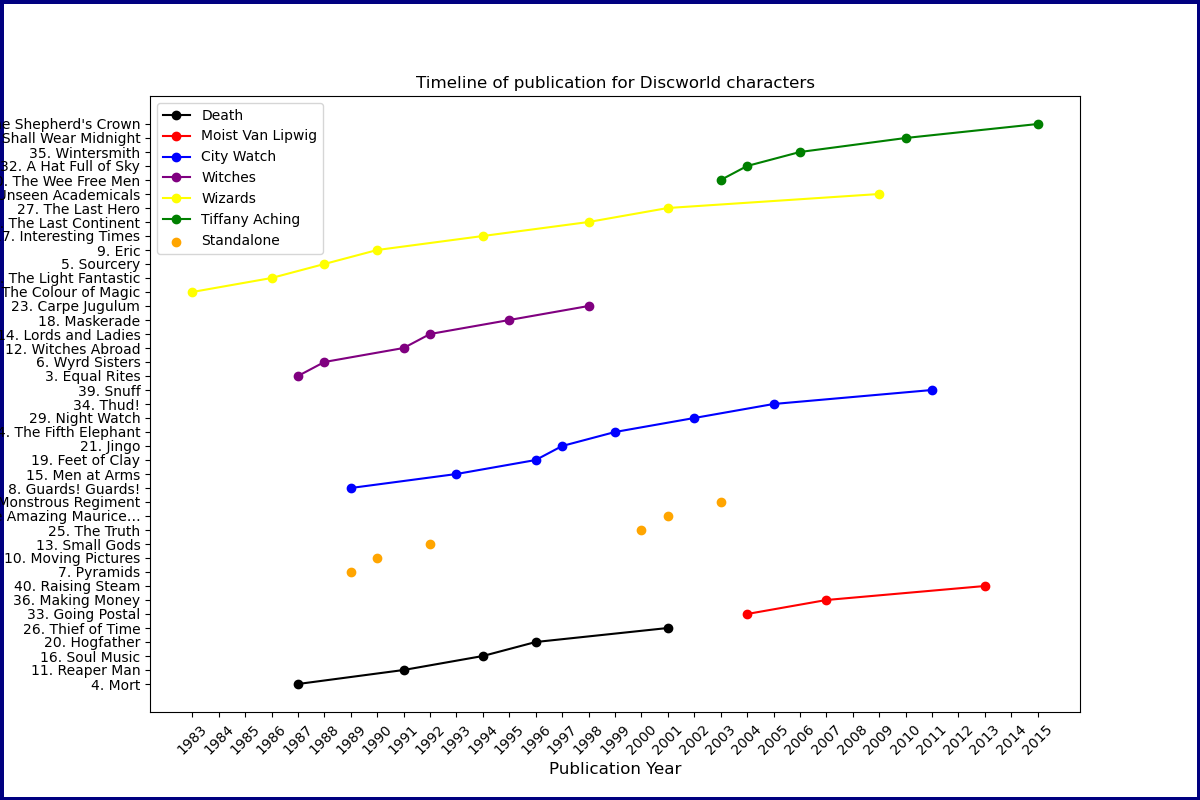 Timeline of publication for Discworld characters
Death
Moist Van Lipwig
City Watch
Witches
Wizards
Tiffany Aching
Standalone
Shepherd's Crown
Shall Wear Midnight
35. Wintersmith
32. A Hat Full of Sky
. The Wee Free Men
Unseen Academicals
27. The Last Hero
The Last Continent
7. Interesting Times
9. Eric
5. Sourcery
The Light Fantastic
The Colour of Magic
23. Carpe Jugulum
18. Maskerade
14. Lords and Ladies
12. Witches Abroad
6. Wyrd Sisters
3. Equal Rites
39. Snuff
34. Thud!
29. Night Watch
4. The Fifth Elephant
21. Jingo
19. Feet of Clay
15. Men at Arms
8. Guards! Guards!
Monstrous Regiment
Amazing Maurice...
25. The Truth
13. Small Gods
10. Moving Pictures
7. Pyramids
40. Raising Steam
36. Making Money
33. Going Postal
26. Thief of Time
20. Hogfather
16. Soul Music
11. Reaper Man
4. Mort
1983
1984
1985
1986
1987
1988
1989
1990
1991
1992
1993
1994
1995
1996
1997
1998
1999
2000
2001
2002
2003
2004
2005
2006
2007
2008
2009
2010
2011
2012
2013
2014
2015
Publication Year